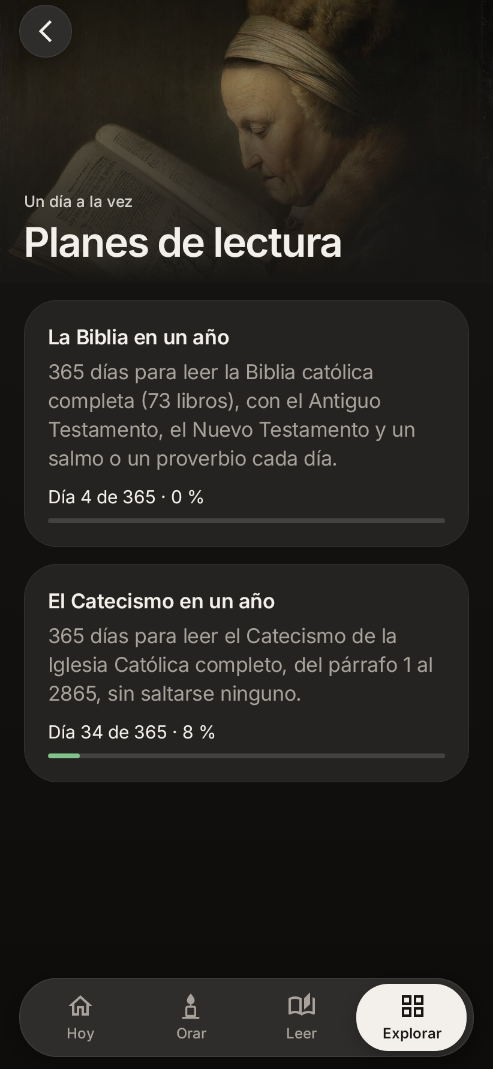 Un día a la vez
Planes de lectura
La Biblia en un año
365 días para leer la Biblia católica
completa (73 libros), con el Antiguo
Testamento, el Nuevo Testamento y un
salmo o un proverbio cada día.
Día 4 de 365 · 0 %
El Catecismo en un año
365 días para leer el Catecismo de la
Iglesia Católica completo, del párrafo 1 al
2865, sin saltarse ninguno.
Día 34 de 365 · 8 %
Hoy
Orar
Leer
Explorar